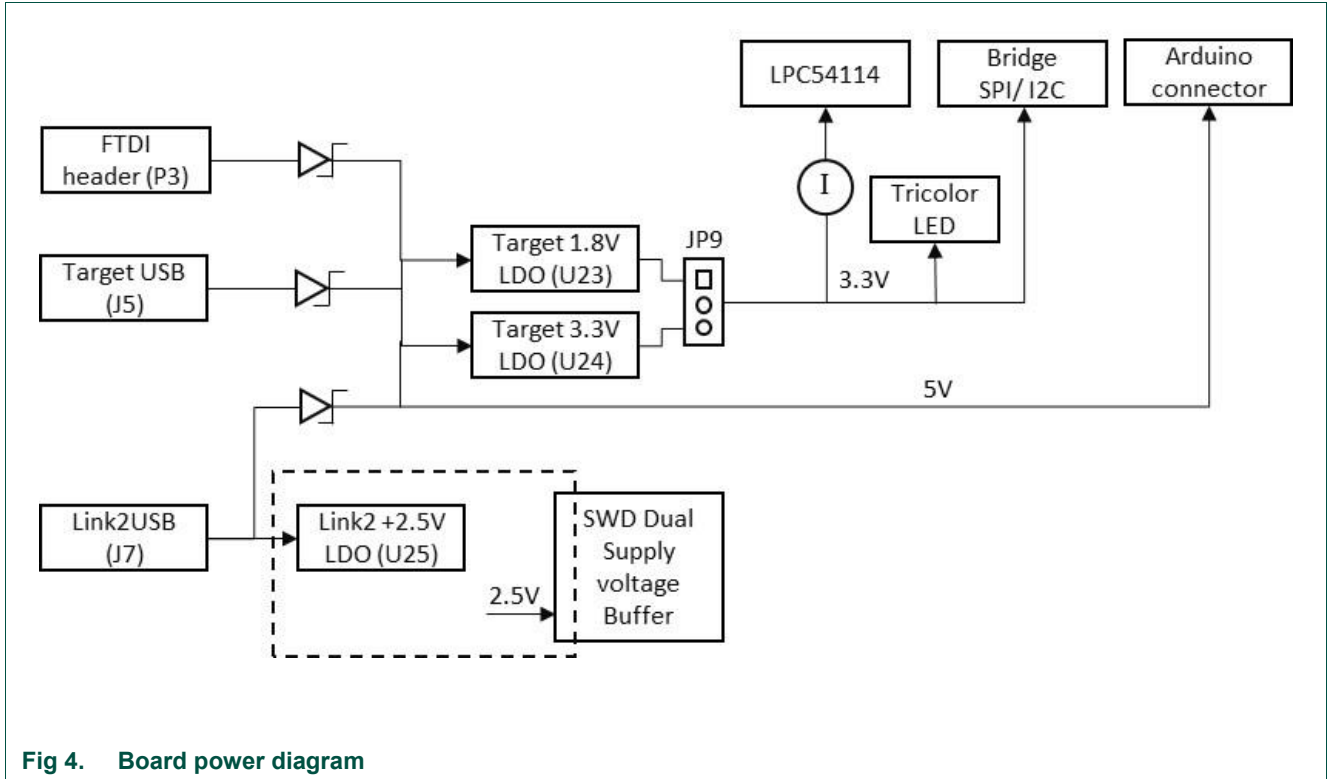 LPC54114
Bridge
SPI/ I2C
Arduino
connector
FTDI
header (P3)
I
Tricolor
LED
Target USB
(J5)
Target 1.8V
LDO (U23)
JP9
3.3V
Target 3.3V
LDO (U24)
5V
Link2USB
(J7)
Link2 +2.5V
LDO (U25)
2.5V
SWD Dual
Supply
voltage
Buffer
Fig 4. Board power diagram